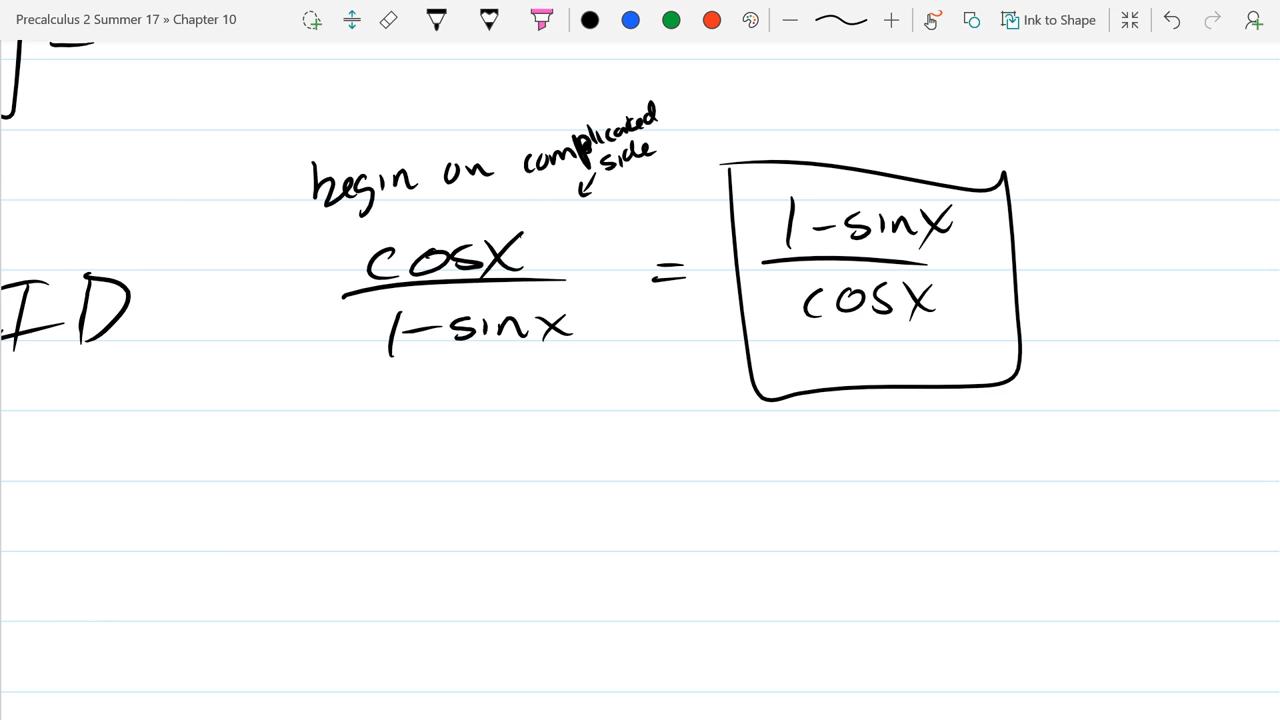 Precalculus 2 Summer 17 » Chapter 10
Ink to Shape
begin on complicated
side
ID
cosx
1-sinx
=
1-sinx
cosx